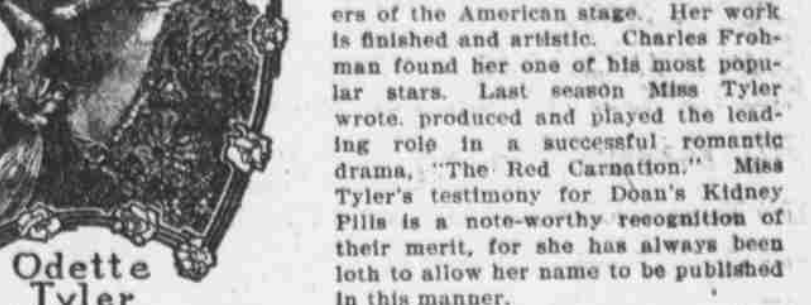 ers of the American stage. Her work
is finished and artistic. Charles Froh-
man found her one of his most popu-
lar stars. Last season Miss Tyler
wrote, produced and played the lead-
ing role in a successful romantic
drama, "The Red Carnation." Miss
Tyler's testimony for Doan's Kidney
Pills is a note-worthy recognition of
their merit, for she has always been
loth to allow her name to be published
in this manner.
Odette
Tyler